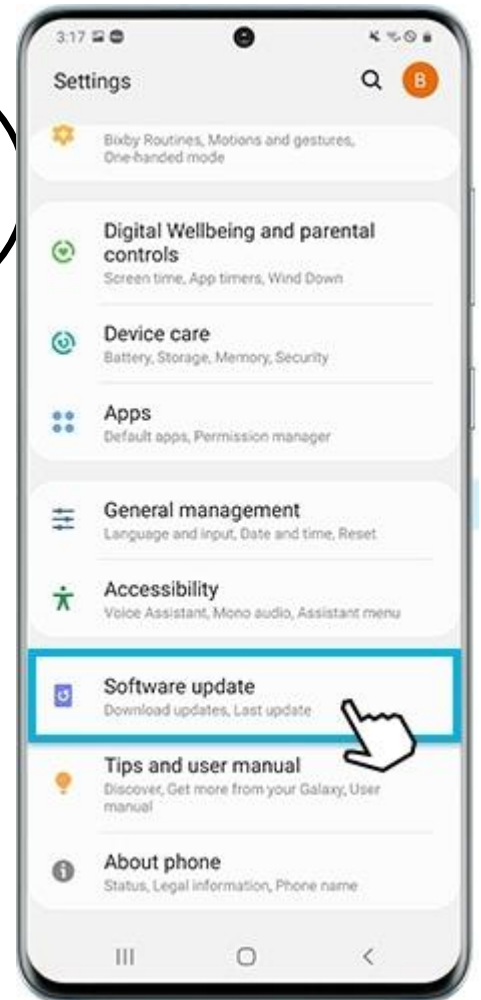 3:17
Settings
B
Bixby Routines, Motions and gestures,
One-handed mode
Digital Wellbeing and parental
controls
Screen time, App timers, Wind Down
Device care
Battery, Storage, Memory, Security
Apps
Default apps, Permission manager
General management
Language and input, Date and time, Reset
Accessibility
Voice Assistant, Mono audio, Assistant menu
Software update
Download updates, Last update
Tips and user manual
Discover, Get more from your Galaxy, User
manual
About phone
Status, Legal information, Phone name